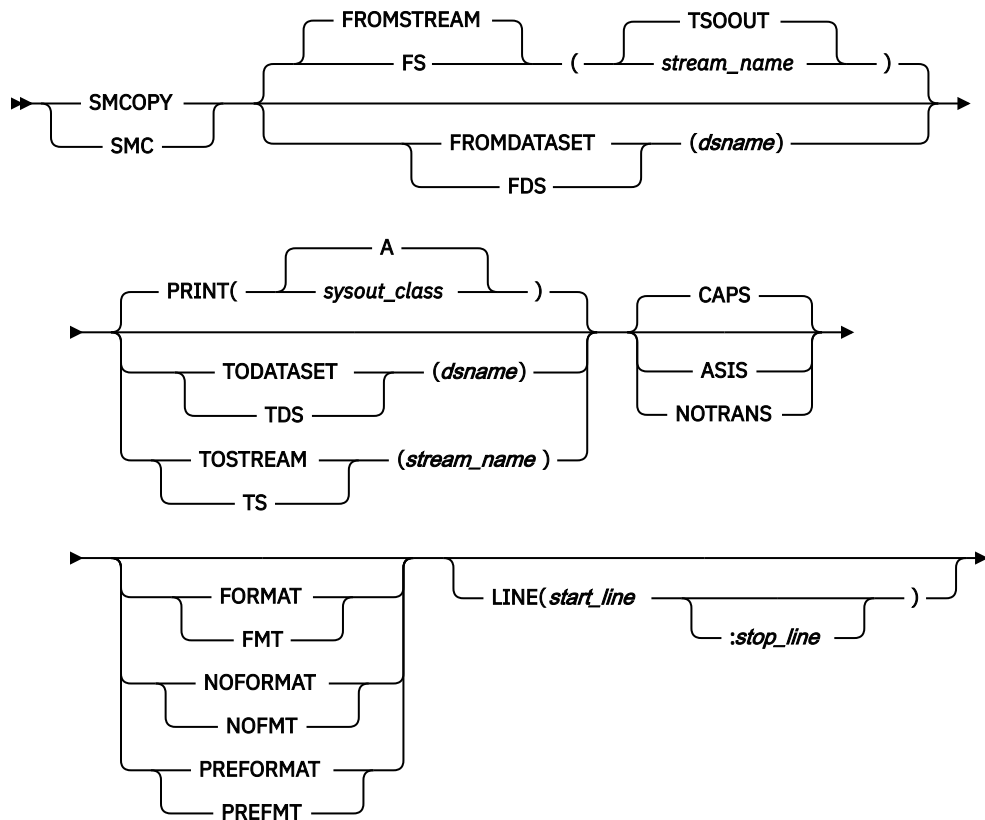 FROMSTREAM TSOOUT
FS ( stream_name )
SMCOPY
SMC
FROMDATASET (dsname)
FDS
A
PRINT( sysout_class ) CAPS
TODATASET (dsname) ASIS
TDS NOTRANS
TOSTREAM (stream_name )
TS
FORMAT LINE(start_line )
FMT :stop_line
NOFORMAT
NOFMT
PREFORMAT
PREFMT